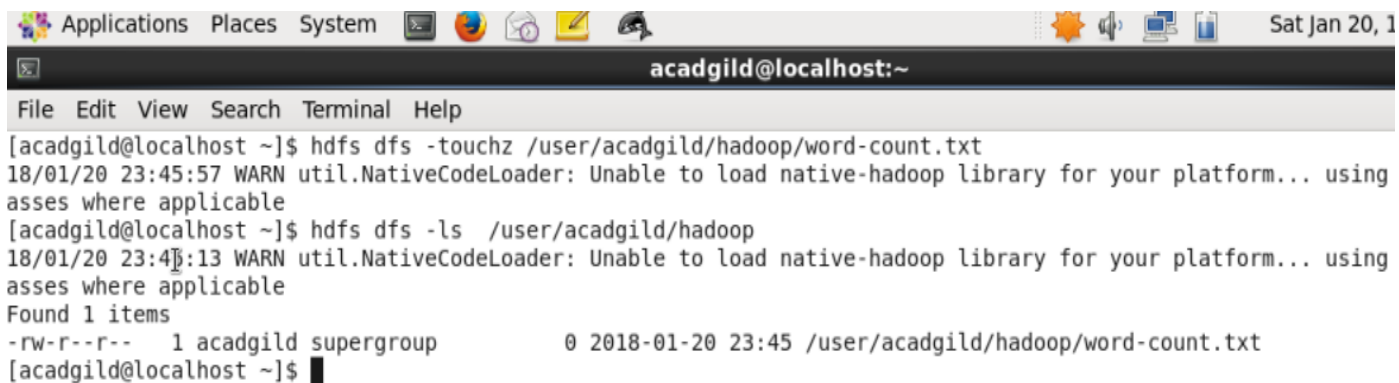 Applications Places System Sat Jan 20, 1
acadgild@localhost:~
File Edit View Search Terminal Help
[acadgild@localhost ~]$ hdfs dfs -touchz /user/acadgild/hadoop/word-count.txt
18/01/20 23:45:57 WARN util.NativeCodeLoader: Unable to load native-hadoop library for your platform... using
asses where applicable
[acadgild@localhost ~]$ hdfs dfs -ls  /user/acadgild/hadoop
18/01/20 WARN util.NativeCodeLoader: Unable to load native-hadoop library for your platform... using
asses where applicable
Found 1 items
-rw-r--r--   1 acadgild supergroup          0 2018-01-20 23:45 /user/acadgild/hadoop/word-count.txt
[acadgild@localhost ~]$